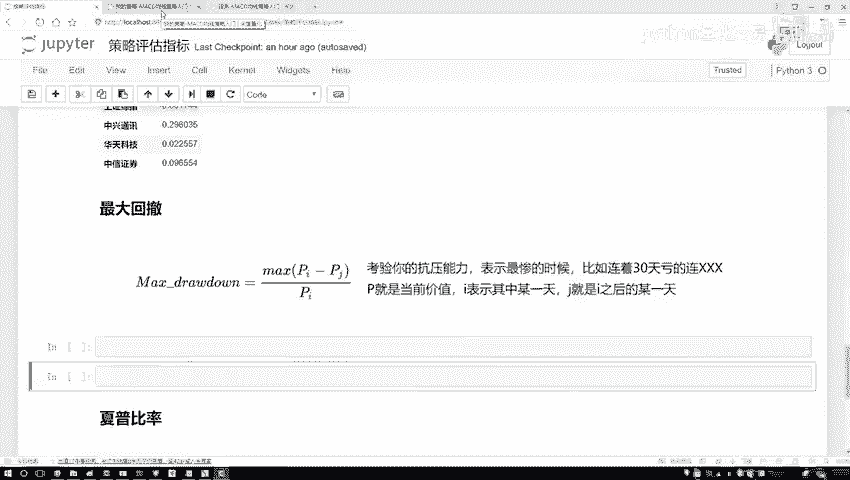 jupyter 策略评估指标 Last Checkpoint: an hour ago (autosaved)
Logout
File Edit View Insert Cell Kernel Widgets Help
Trusted
Python 3
Code
中兴通讯 0.298035
华天科技 0.022557
中信证券 0.096554
最大回撤
Max_drawdown = max(P_i − P_j) / P_i
考验你的抗压能力，表示最惨的时候，比如连着30天亏的连XXX
P就是当前价值，i表示其中某一天，j就是i之后的某一天
In [ ]:
In [ ]:
夏普比率